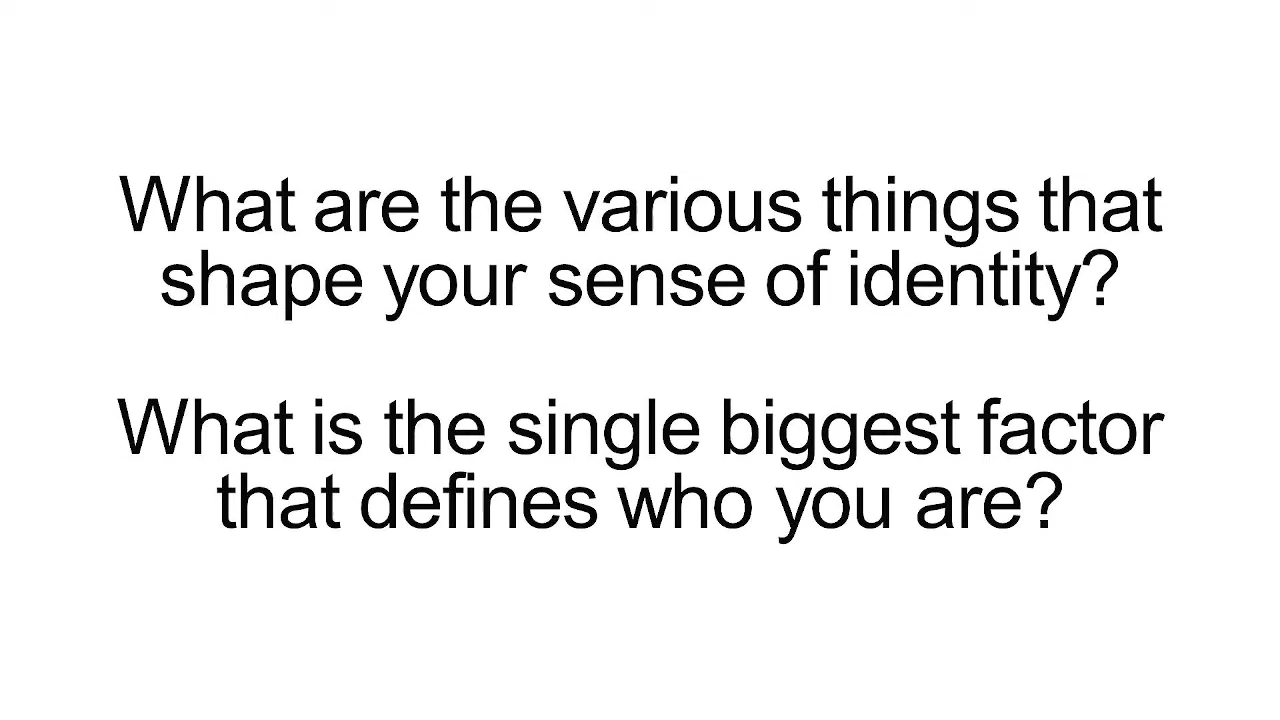 What are the various things that
shape your sense of identity?
What is the single biggest factor
that defines who you are?